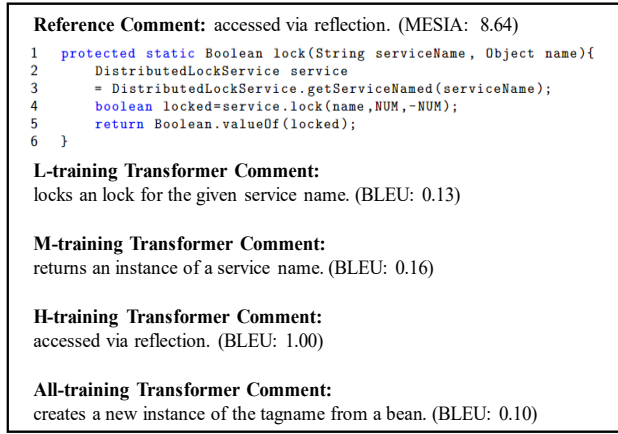 Reference Comment: accessed via reflection. (MESIA: 8.64)
1 protected static Boolean lock(String serviceName, Object name){
2 DistributedLockService service
3 = DistributedLockService.getServiceNamed(serviceName);
4 boolean locked=service.lock(name,NUM,-NUM);
5 return Boolean.valueOf(locked);
6 }
L-training Transformer Comment:
locks an lock for the given service name. (BLEU: 0.13)
M-training Transformer Comment:
returns an instance of a service name. (BLEU: 0.16)
H-training Transformer Comment:
accessed via reflection. (BLEU: 1.00)
All-training Transformer Comment:
creates a new instance of the tagname from a bean. (BLEU: 0.10)